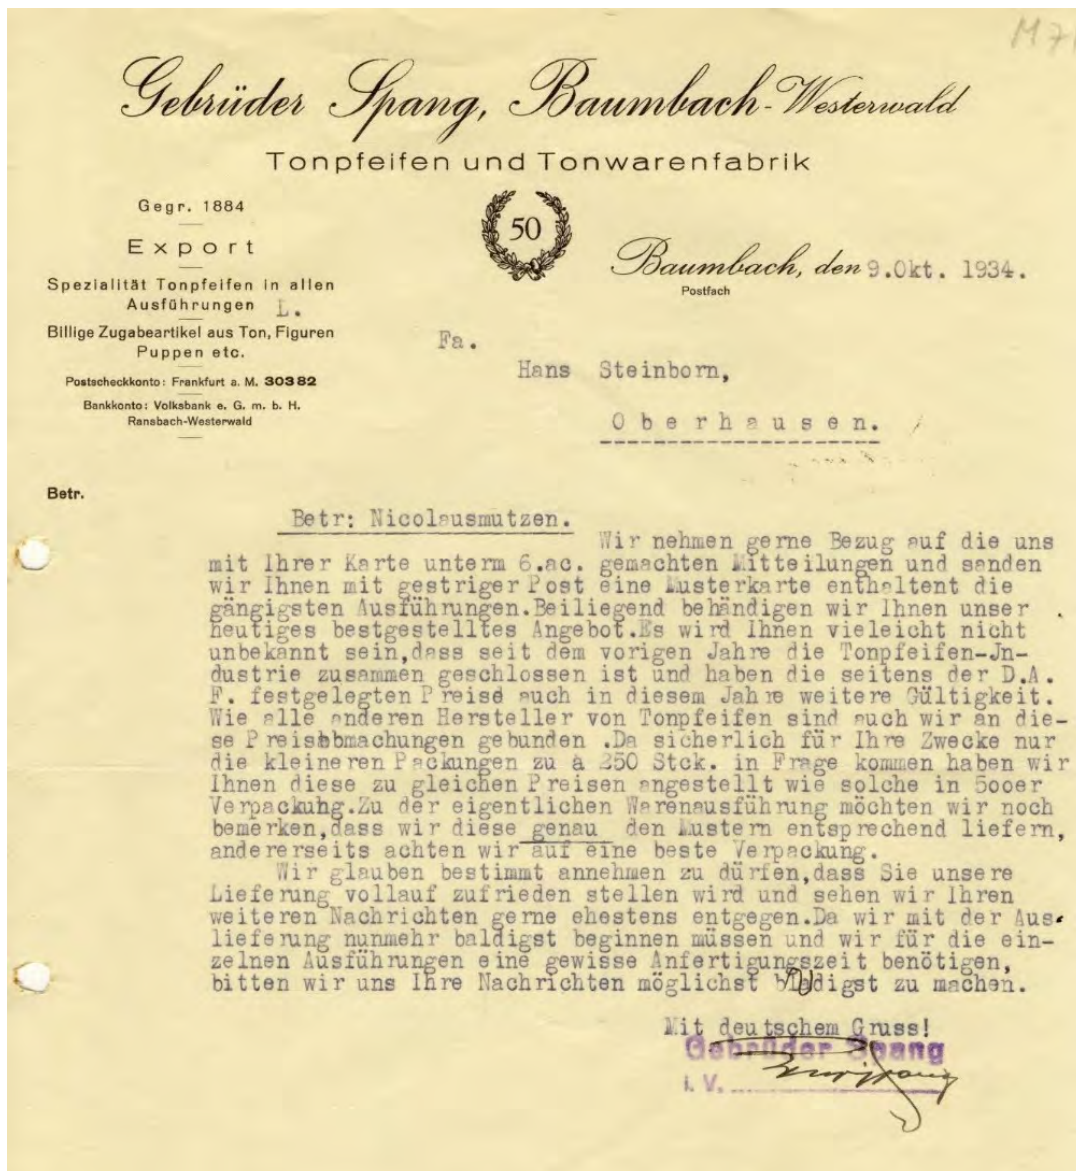 M7
Gebrüder Spang, Baumbach-Westerwald
Tonpfeifen und Tonwarenfabrik
Gegr. 1884
Export
Spezialität Tonpfeifen in allen
Ausführungen L.
Billige Zugabeartikel aus Ton, Figuren
Puppen etc.
Postscheckkonto: Frankfurt a. M. 30382
Bankkonto: Volksbank e. G. m. b. H.
Ransbach-Westerwald
50
Baumbach, den 9.Okt. 1934.
Postfach
Fa.
Hans Steinborn,
Oberhausen.
Betr.
Betr: Nicolausmutzen.
Wir nehmen gerne Bezug auf die uns
mit Ihrer Karte unterm 6.ac. gemachten Mitteilungen und sanden
wir Ihnen mit gestriger Post eine Musterkarte enthaltent die
gängigsten Ausführungen.Beiliegend behändigen wir Ihnen unser
heutiges bestgestelltes Angebot.Es wird Ihnen vieleicht nicht
unbekannt sein,dass seit dem vorigen Jahre die Tonpfeifen-Jn-
dustrie zusammen geschlossen ist und haben die seitens der D.A.
F. festgelegten Preise auch in diesem Jahre weitere Gültigkeit.
Wie alle anderen Hersteller von Tonpfeifen sind auch wir an die-
se Preisabmachungen gebunden .Da sicherlich für Ihre Zwecke nur
die kleineren Packungen zu à 250 Stck. in Frage kommen haben wir
Ihnen diese zu gleichen Preisen angestellt wie solche in 5ooer
Verpackuhg.Zu der eigentlichen Warenausführung möchten wir noch
bemerken,dass wir diese genau den Mustern entsprechend liefern,
andererseits achten wir auf eine beste Verpackung.
Wir glauben bestimmt annehmen zu dürfen,dass Sie unsere
Lieferung vollauf zufrieden stellen wird und sehen wir Ihren
weiteren Nachrichten gerne ehestens entgegen.Da wir mit der Aus-
lieferung nunmehr baldigst beginnen müssen und wir für die ein-
zelnen Ausführungen eine gewisse Anfertigungszeit benötigen,
bitten wir uns Ihre Nachrichten möglichst baldigst zu machen.
Mit deutschem Gruss!
Gebrüder Spang
i. V.